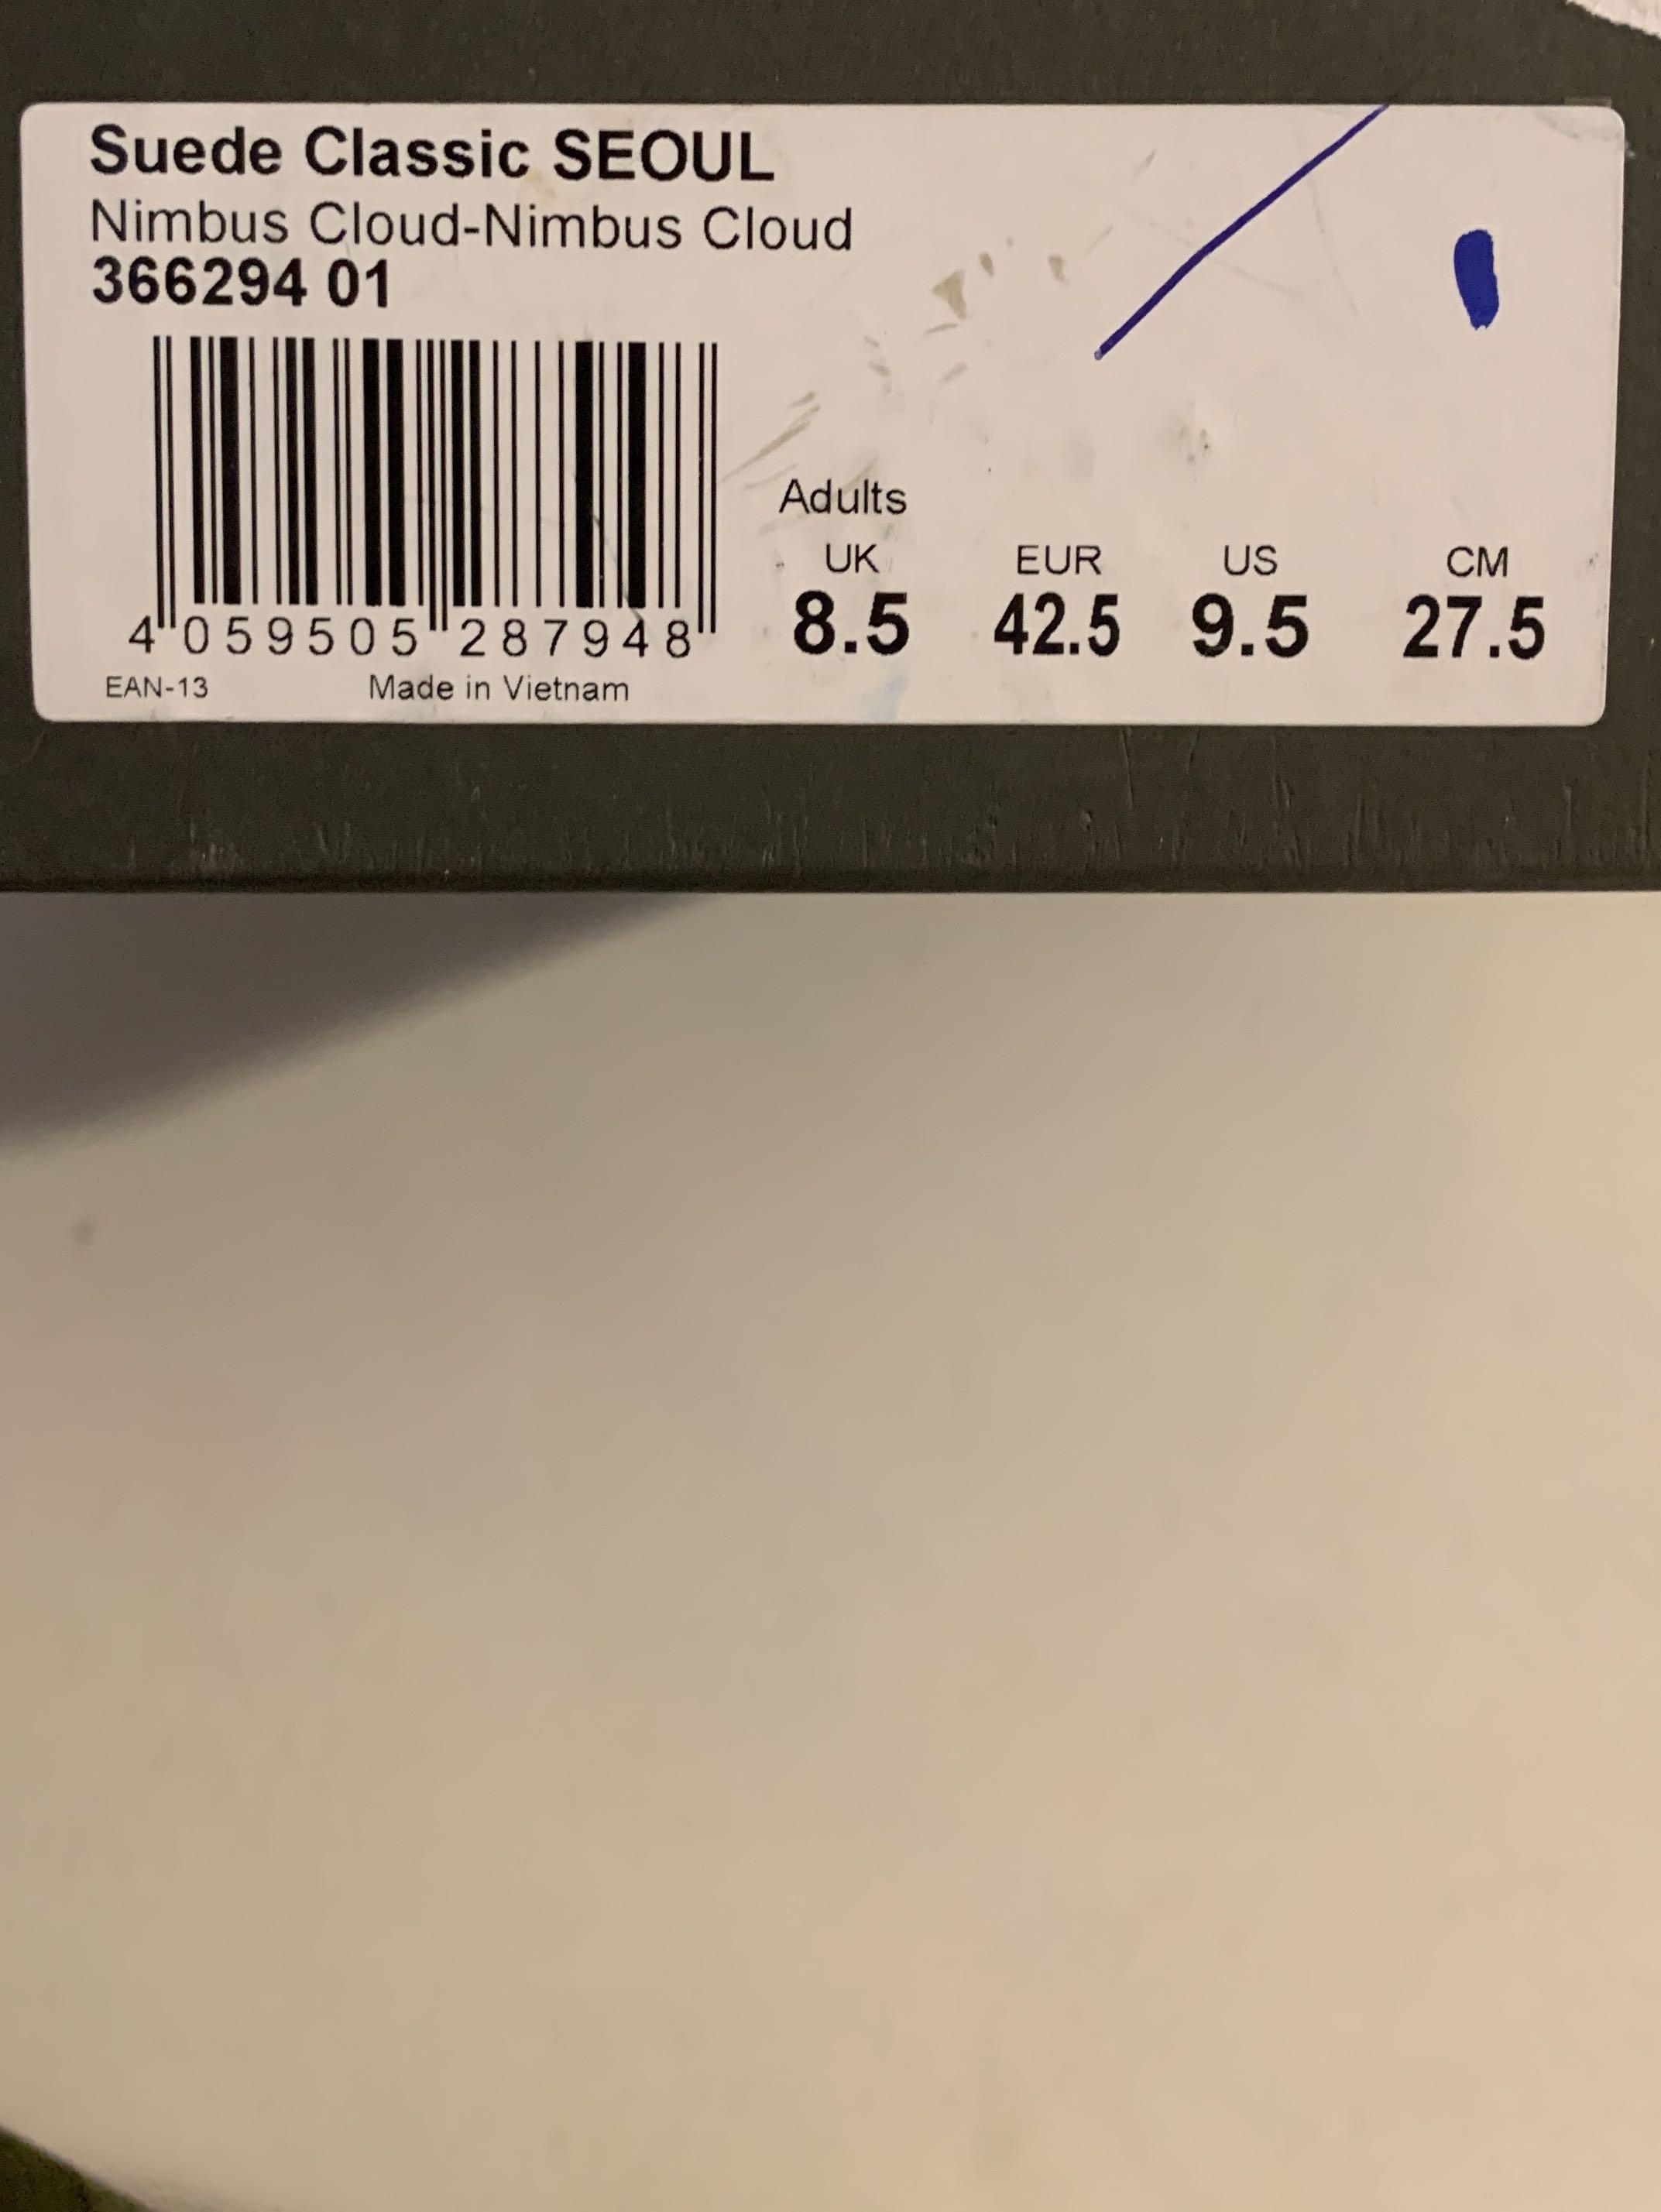 Suede Classic SEOUL
Nimbus Cloud-Nimbus Cloud
366294 01
4 059505 287948
EAN-13 Made in Vietnam
Adults
UK EUR US CM
8.5 42.5 9.5 27.5